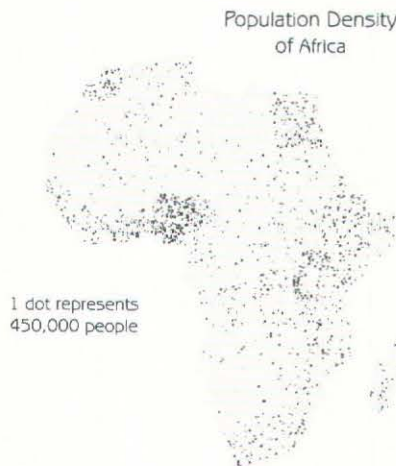 Population Density
of Africa
1 dot represents
450,000 people